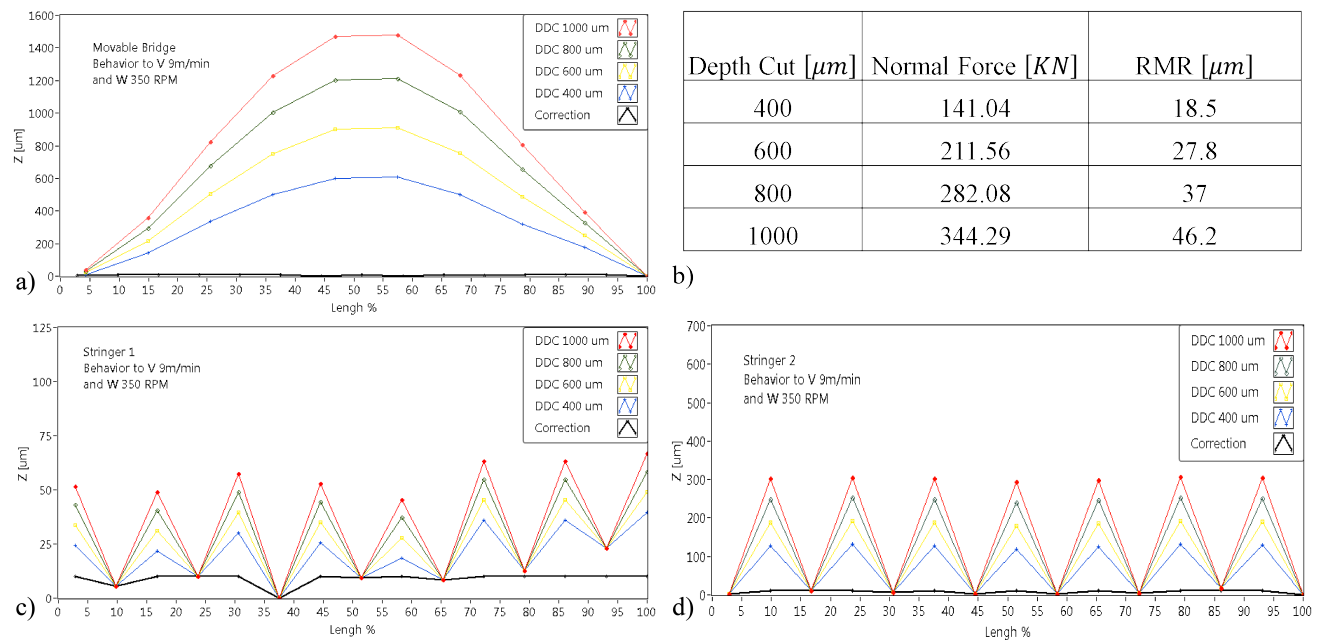 1600
1400
1200
1000
800
600
400
200
0
Z [um]
Movable Bridge
Behavior to V 9m/min
and W 350 RPM
DDC 1000 um
DDC 800 um
DDC 600 um
DDC 400 um
Correction
0 5 10 15 20 25 30 35 40 45 50 55 60 65 70 75 80 85 90 95 100
Lengh %
a)
Depth Cut [μm] Normal Force [KN] RMR [μm]
400 141.04 18.5
600 211.56 27.8
800 282.08 37
1000 344.29 46.2
b)
125
100
75
50
25
0
Z [um]
Stringer 1
Behavior to V 9m/min
and W 350 RPM
DDC 1000 um
DDC 800 um
DDC 600 um
DDC 400 um
Correction
0 5 10 15 20 25 30 35 40 45 50 55 60 65 70 75 80 85 90 95 100
Lengh %
c)
700
600
500
400
300
200
100
0
Z [um]
Stringer 2
Behavior to V 9m/min
and W 350 RPM
DDC 1000 um
DDC 800 um
DDC 600 um
DDC 400 um
Correction
0 5 10 15 20 25 30 35 40 45 50 55 60 65 70 75 80 85 90 95 100
Lengh %
d)